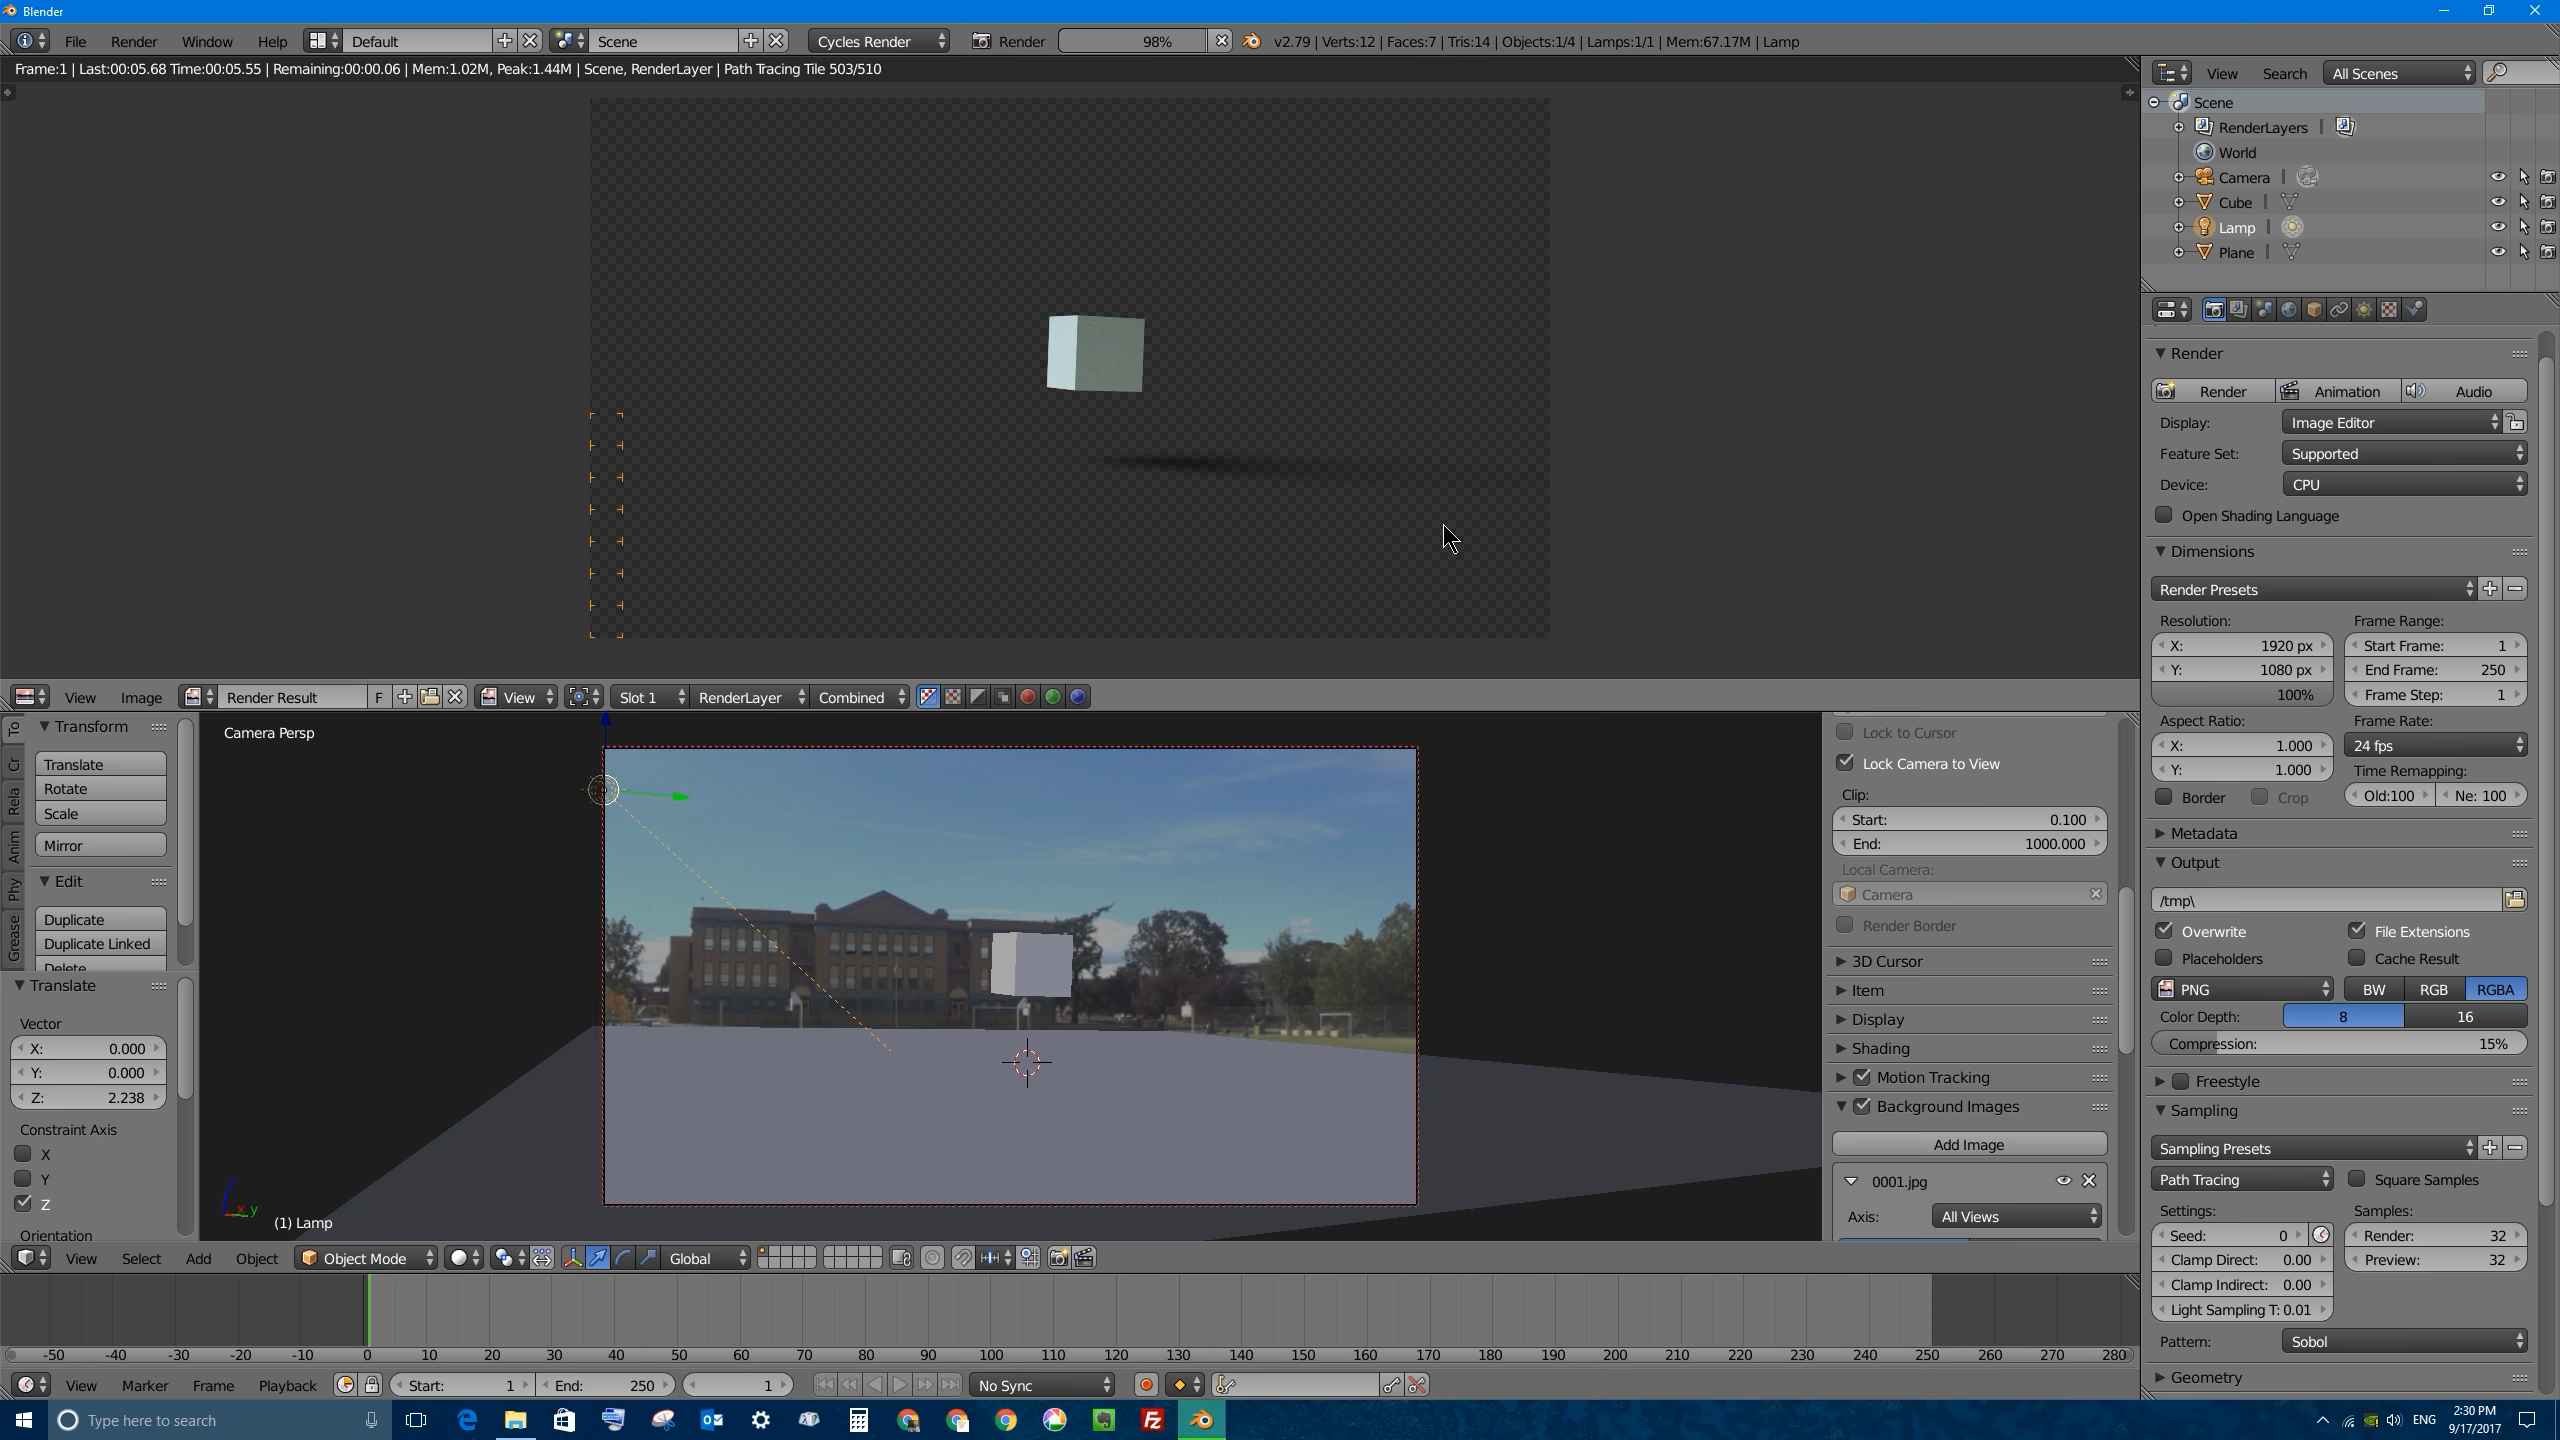 Blender
File Render Window Help Default Scene Cycles Render Render 98% v2.79 | Verts:12 | Faces:7 | Tris:14 | Objects:1/4 | Lamps:1/1 | Mem:67.17M | Lamp
Frame:1 | Last:00:05.68 Time:00:05.55 | Remaining:00:00.06 | Mem:1.02M, Peak:1.44M | Scene, RenderLayer | Path Tracing Tile 503/510
View Search All Scenes
Scene
RenderLayers |
World
Camera |
Cube |
Lamp |
Plane |
Render
Render Animation Audio
Display: Image Editor
Feature Set: Supported
Device: CPU
Open Shading Language
Dimensions
Render Presets
Resolution: Frame Range:
X: 1920 px Start Frame: 1
Y: 1080 px End Frame: 250
100% Frame Step: 1
Aspect Ratio: Frame Rate:
X: 1.000 24 fps
Y: 1.000 Time Remapping:
Border Crop Old:100 Ne: 100
Metadata
Output
/tmp\
Overwrite File Extensions
Placeholders Cache Result
PNG BW RGB RGBA
Color Depth: 8 16
Compression: 15%
Freestyle
Sampling
Sampling Presets
Path Tracing Square Samples
Settings: Samples:
Seed: 0 Render: 32
Clamp Direct: 0.00 Preview: 32
Clamp Indirect: 0.00
Light Sampling T: 0.01
Pattern: Sobol
Geometry
View Image Render Result F View Slot 1 RenderLayer Combined
To
Cr
Rela
Anim
Phy
Grease
Transform
Translate
Rotate
Scale
Mirror
Edit
Duplicate
Duplicate Linked
Delete
Translate
Vector
X: 0.000
Y: 0.000
Z: 2.238
Constraint Axis
X
Y
Z
Orientation
Camera Persp
x y
(1) Lamp
Lock to Cursor
Lock Camera to View
Clip:
Start: 0.100
End: 1000.000
Local Camera:
Camera
Render Border
3D Cursor
Item
Display
Shading
Motion Tracking
Background Images
Add Image
0001.jpg
Axis: All Views
View Select Add Object Object Mode Global
-50 -40 -30 -20 -10 0 10 20 30 40 50 60 70 80 90 100 110 120 130 140 150 160 170 180 190 200 210 220 230 240 250 260 270 280
View Marker Frame Playback Start: 1 End: 250 1 No Sync
Type here to search
Fz
ENG
2:30 PM
9/17/2017